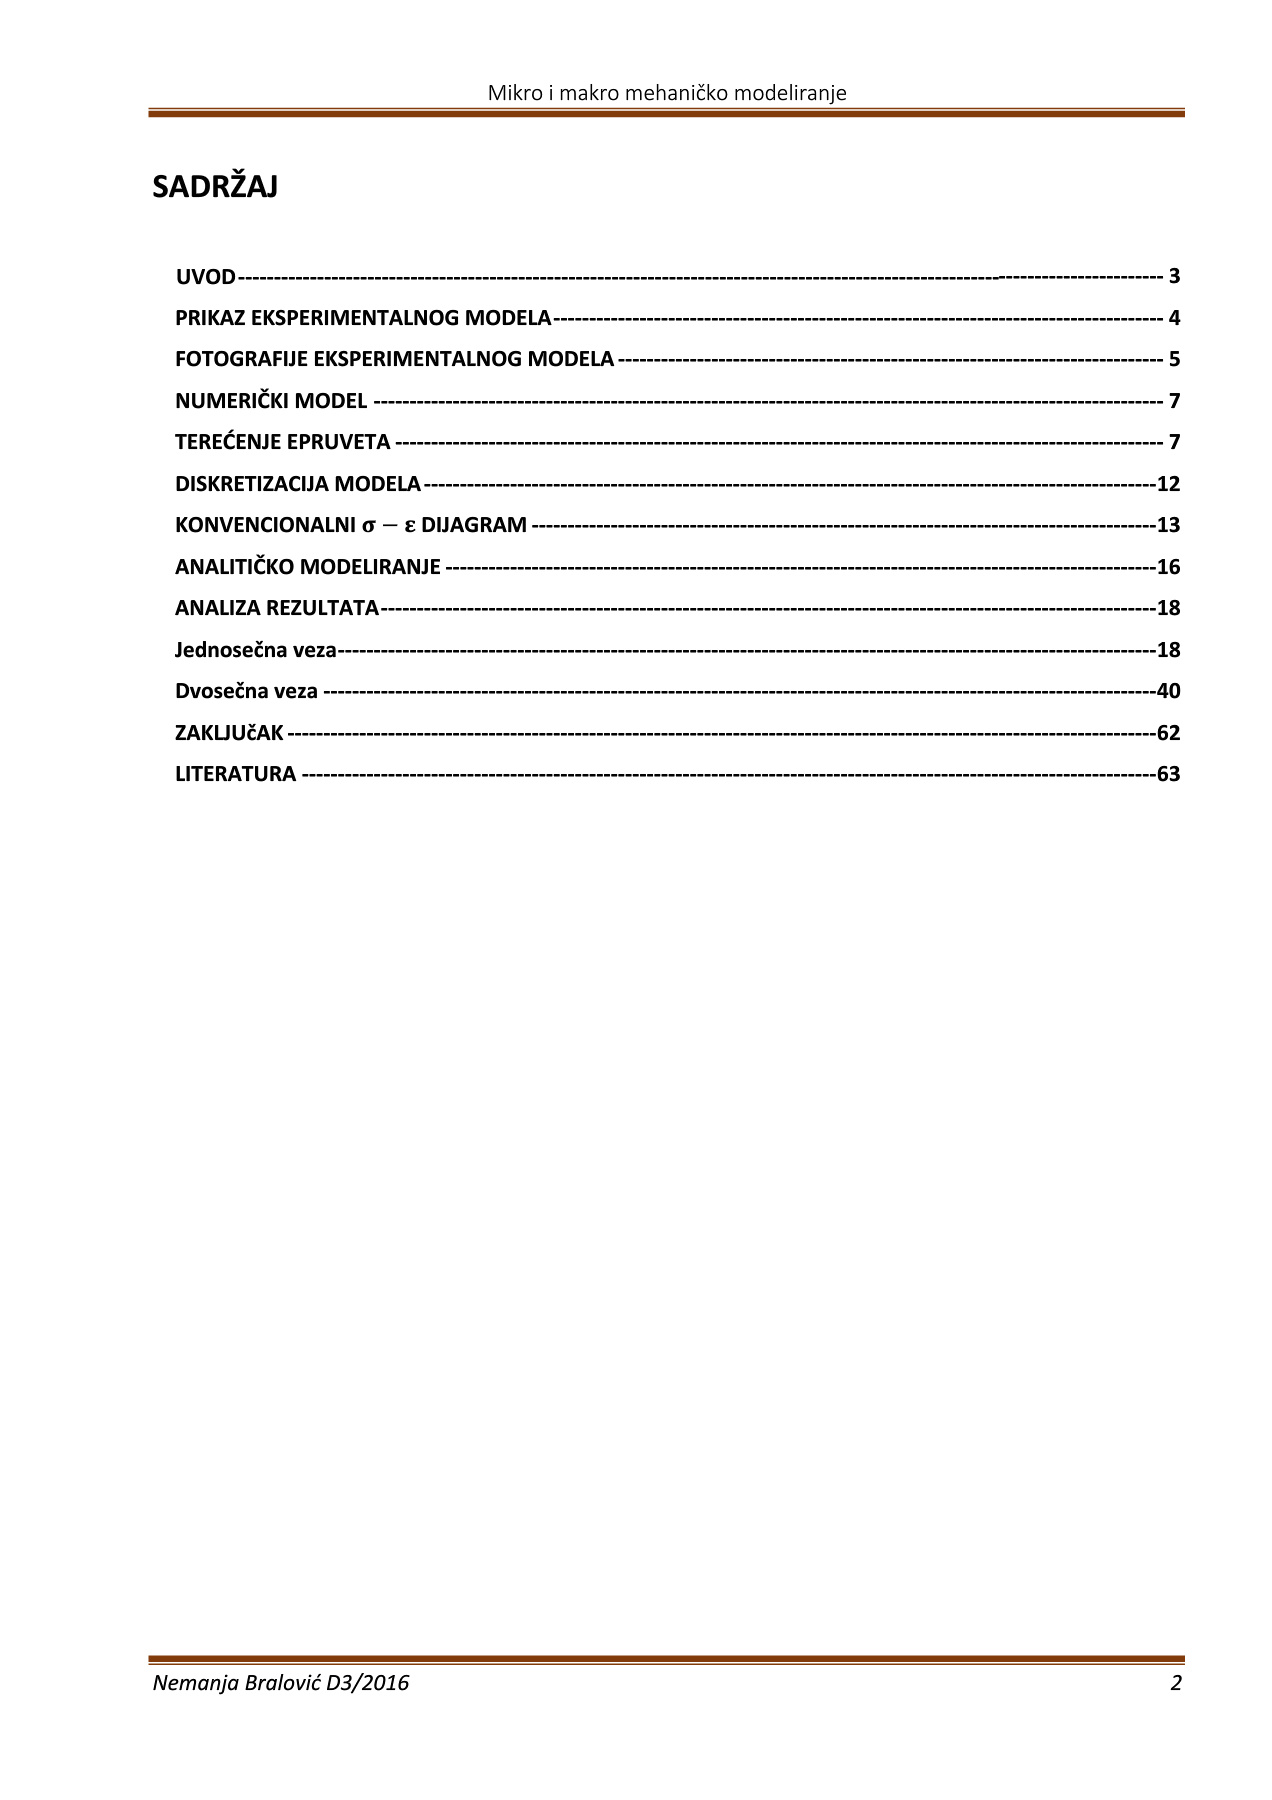 Mikro i makro mehaničko modeliranje
SADRŽAJ
UVOD--------------------------------------------------------------------------------------------------------------------------------- 3
PRIKAZ EKSPERIMENTALNOG MODELA------------------------------------------------------------------------------------- 4
FOTOGRAFIJE EKSPERIMENTALNOG MODELA ---------------------------------------------------------------------------- 5
NUMERIČKI MODEL -------------------------------------------------------------------------------------------------------------- 7
TEREĆENJE EPRUVETA ----------------------------------------------------------------------------------------------------------- 7
DISKRETIZACIJA MODELA------------------------------------------------------------------------------------------------------12
KONVENCIONALNI σ − ε DIJAGRAM ---------------------------------------------------------------------------------------13
ANALITIČKO MODELIRANJE ---------------------------------------------------------------------------------------------------16
ANALIZA REZULTATA------------------------------------------------------------------------------------------------------------18
Jednosečna veza------------------------------------------------------------------------------------------------------------------18
Dvosečna veza --------------------------------------------------------------------------------------------------------------------40
ZAKLJUčAK -------------------------------------------------------------------------------------------------------------------------62
LITERATURA -----------------------------------------------------------------------------------------------------------------------63
Nemanja Bralović D3/2016 2